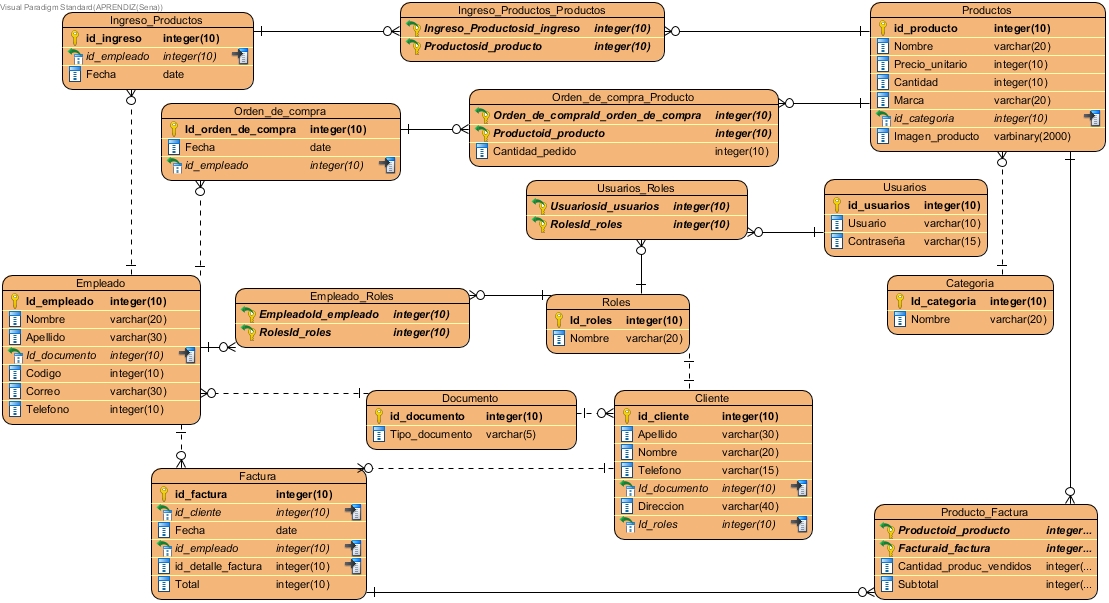 Visual Paradigm Standard(APRENDIZ(Sena))
Ingreso_Productos
id_ingreso integer(10)
id_empleado integer(10)
Fecha date
Ingreso_Productos_Productos
Ingreso_Productosid_ingreso integer(10)
Productosid_producto integer(10)
Productos
id_producto integer(10)
Nombre varchar(20)
Precio_unitario integer(10)
Cantidad integer(10)
Marca varchar(20)
id_categoria integer(10)
Imagen_producto varbinary(2000)
Orden_de_compra
Id_orden_de_compra integer(10)
Fecha date
id_empleado integer(10)
Orden_de_compra_Producto
Orden_de_compraId_orden_de_compra integer(10)
Productoid_producto integer(10)
Cantidad_pedido integer(10)
Usuarios_Roles
Usuariosid_usuarios integer(10)
RolesId_roles integer(10)
Usuarios
id_usuarios integer(10)
Usuario varchar(10)
Contraseña varchar(15)
Empleado
Id_empleado integer(10)
Nombre varchar(20)
Apellido varchar(30)
Id_documento integer(10)
Codigo integer(10)
Correo varchar(30)
Telefono integer(10)
Empleado_Roles
EmpleadoId_empleado integer(10)
RolesId_roles integer(10)
Roles
Id_roles integer(10)
Nombre varchar(20)
Categoria
Id_categoria integer(10)
Nombre varchar(20)
Documento
id_documento integer(10)
Tipo_documento varchar(5)
Cliente
id_cliente integer(10)
Apellido varchar(30)
Nombre varchar(20)
Telefono varchar(15)
Id_documento integer(10)
Direccion varchar(40)
Id_roles integer(10)
Factura
id_factura integer(10)
id_cliente integer(10)
Fecha date
id_empleado integer(10)
id_detalle_factura integer(10)
Total integer(10)
Producto_Factura
Productoid_producto integer...
Facturaid_factura integer...
Cantidad_produc_vendidos integer(...
Subtotal integer(...